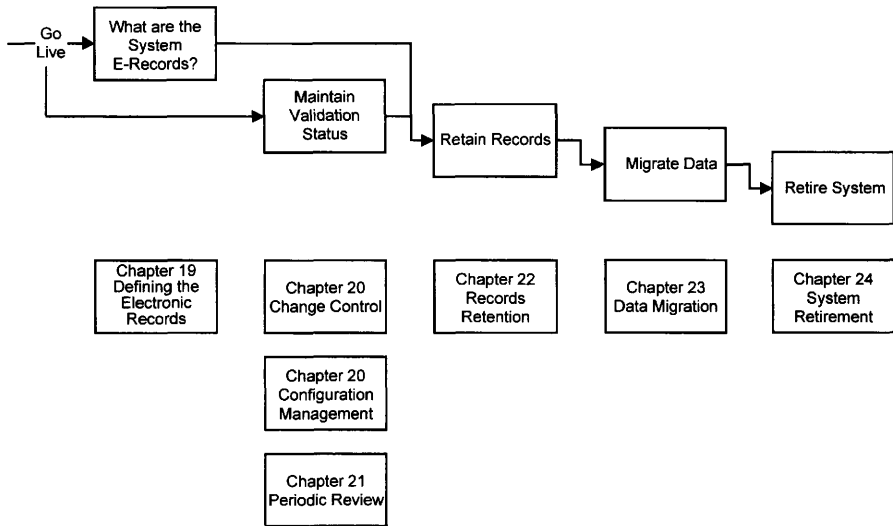 Go
Live
What are the
System
E-Records?
Maintain
Validation
Status
Retain Records
Migrate Data
Retire System
Chapter 19
Defining the
Electronic
Records
Chapter 20
Change Control
Chapter 22
Records
Retention
Chapter 23
Data Migration
Chapter 24
System
Retirement
Chapter 20
Configuration
Management
Chapter 21
Periodic Review